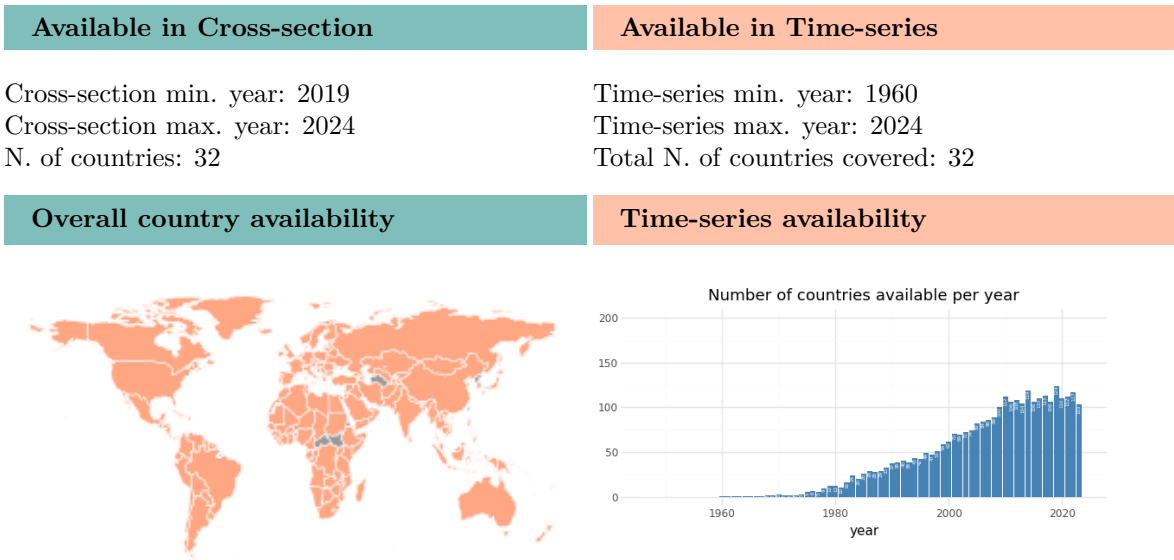 Available in Cross-section
Available in Time-series
Cross-section min. year: 2019
Cross-section max. year: 2024
N. of countries: 32
Time-series min. year: 1960
Time-series max. year: 2024
Total N. of countries covered: 32
Overall country availability
Time-series availability
Number of countries available per year
200
150
100
50
0
1960
1980
2000
2020
year